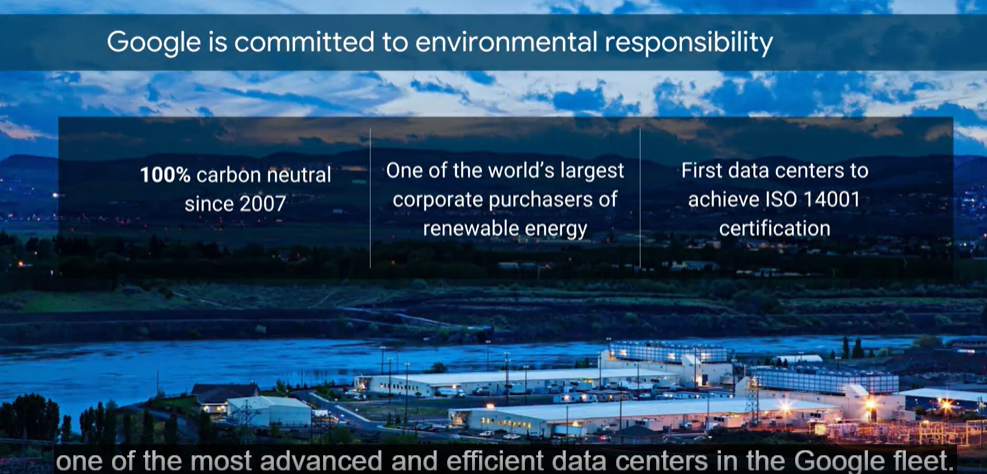 Google is committed to environmental responsibility
100% carbon neutral
since 2007
One of the world's largest
corporate purchasers of
renewable energy
First data centers to
achieve ISO 14001
certification
one of the most advanced and efficient data centers in the Google fleet.